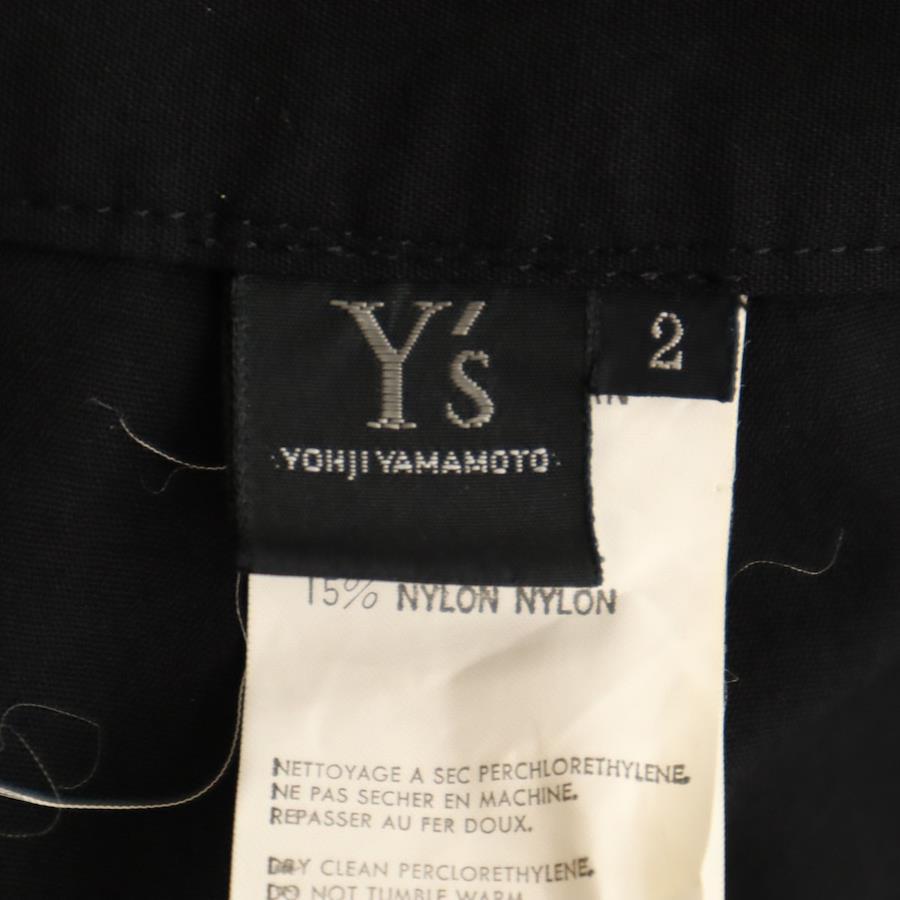 Y's
2
YOHJI YAMAMOTO
15% NYLON NYLON
NETTOYAGE A SEC PERCHLORETHYLENE.
NE PAS SECHER EN MACHINE.
REPASSER AU FER DOUX.
DRY CLEAN PERCLORETHYLENE.
DO NOT TUMBLE WARM